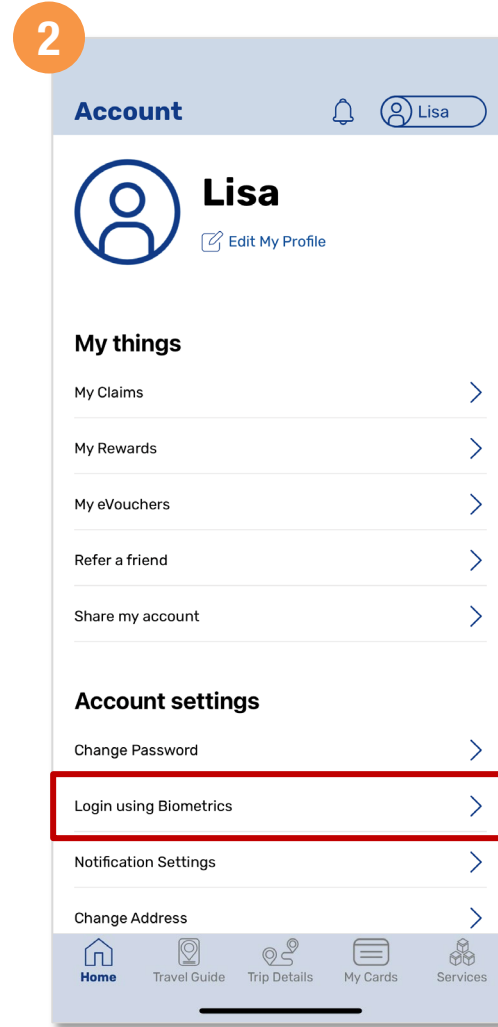 2
Account
Lisa
Lisa
Edit My Profile
My things
My Claims
My Rewards
My eVouchers
Refer a friend
Share my account
Account settings
Change Password
Login using Biometrics
Notification Settings
Change Address
Home Travel Guide Trip Details My Cards Services